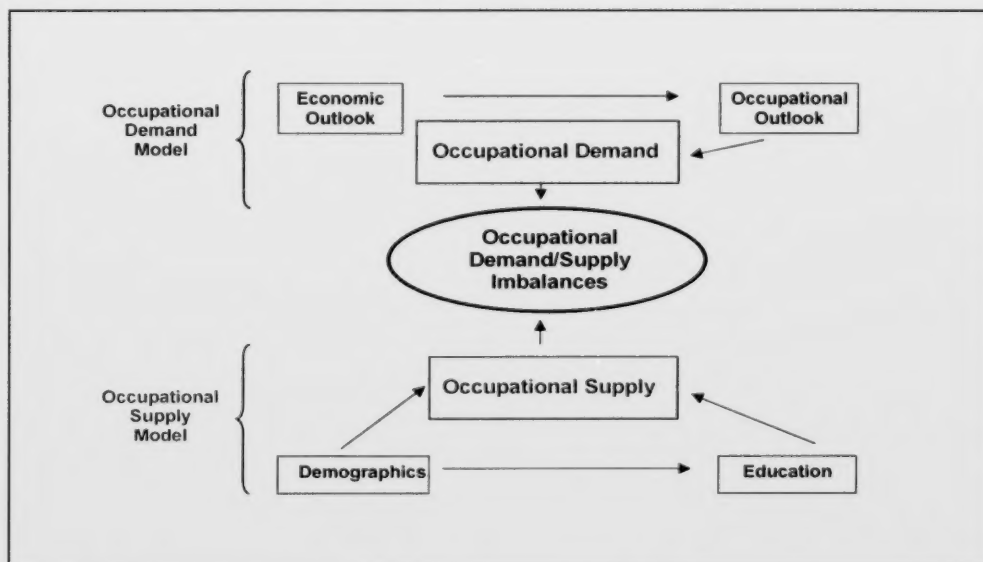 Occupational
Demand
Model
Economic
Outlook
Occupational
Outlook
Occupational Demand
Occupational
Demand/Supply
Imbalances
Occupational
Supply
Model
Occupational Supply
Demographics
Education